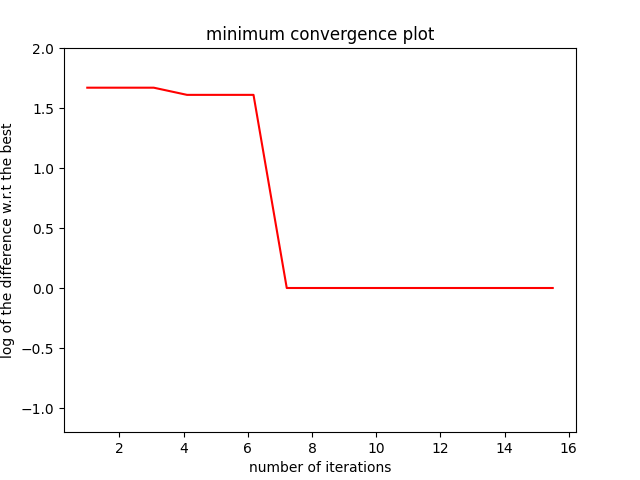 minimum convergence plot
log of the difference w.r.t the best
2.0
1.5
1.0
0.5
0.0
−0.5
−1.0
2 4 6 8 10 12 14 16
number of iterations